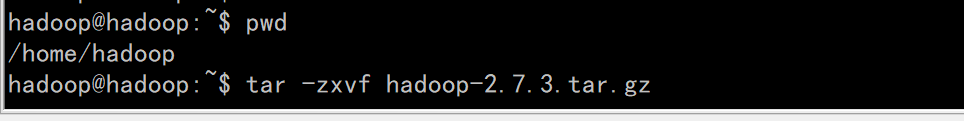 hadoop@hadoop:~$ pwd
/home/hadoop
hadoop@hadoop:~$ tar -zxvf hadoop-2.7.3.tar.gz